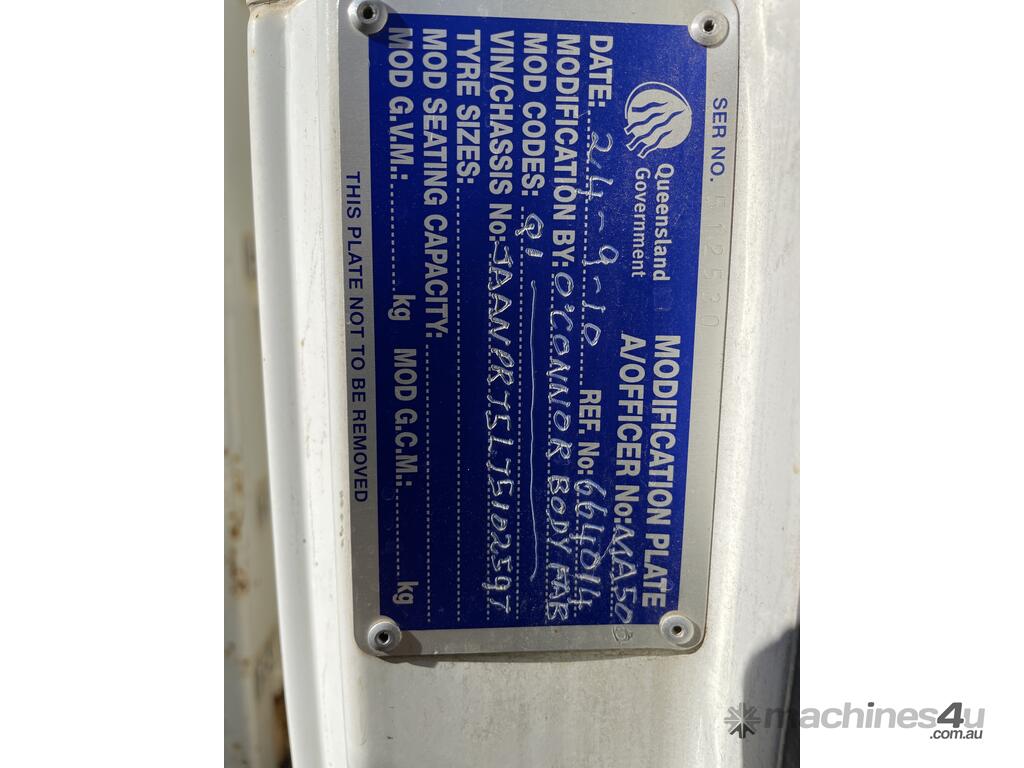 SER NO.
Queensland
Government
MODIFICATION PLATE
A/OFFICER No: MA50
DATE: 24-9-10 REF. No: 664014
MODIFICATION BY: O'CONNOR BODY FAB
MOD CODES: Q1
VIN/CHASSIS No:
TYRE SIZES:
MOD SEATING CAPACITY:
MOD G.V.M.: kg MOD G.C.M.: kg
THIS PLATE NOT TO BE REMOVED
machines4u
.com.au